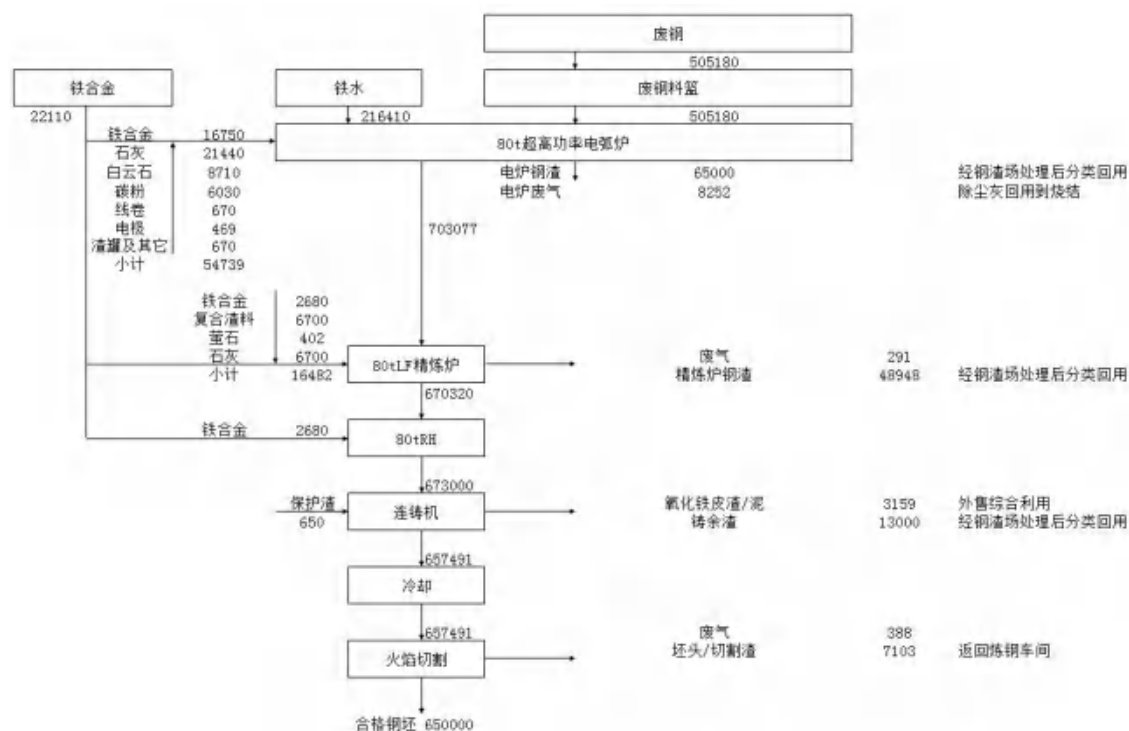 废钢
505180
铁合金
铁水
废钢料篮
22110
216410
505180
铁合金 16750
80t超高功率电弧炉
石灰 21440
白云石 8710
碳粉 6030
线卷 670
电极 469
渣罐及其它 670
小计 54739
电炉钢渣 65000 经钢渣场处理后分类回用
电炉废气 8252 除尘灰回用到烧结
703077
铁合金 2680
复合渣料 6700
萤石 402
石灰 6700
小计 16482
80tLF精炼炉
废气 291
精炼炉钢渣 48948 经钢渣场处理后分类回用
670320
铁合金 2680
80tRH
673000
保护渣
650
连铸机
氧化铁皮渣/泥 3159 外售综合利用
铸余渣 13000 经钢渣场处理后分类回用
657491
冷却
657491
火焰切割
废气 388
坯头/切割渣 7103 返回炼钢车间
合格钢坯 650000